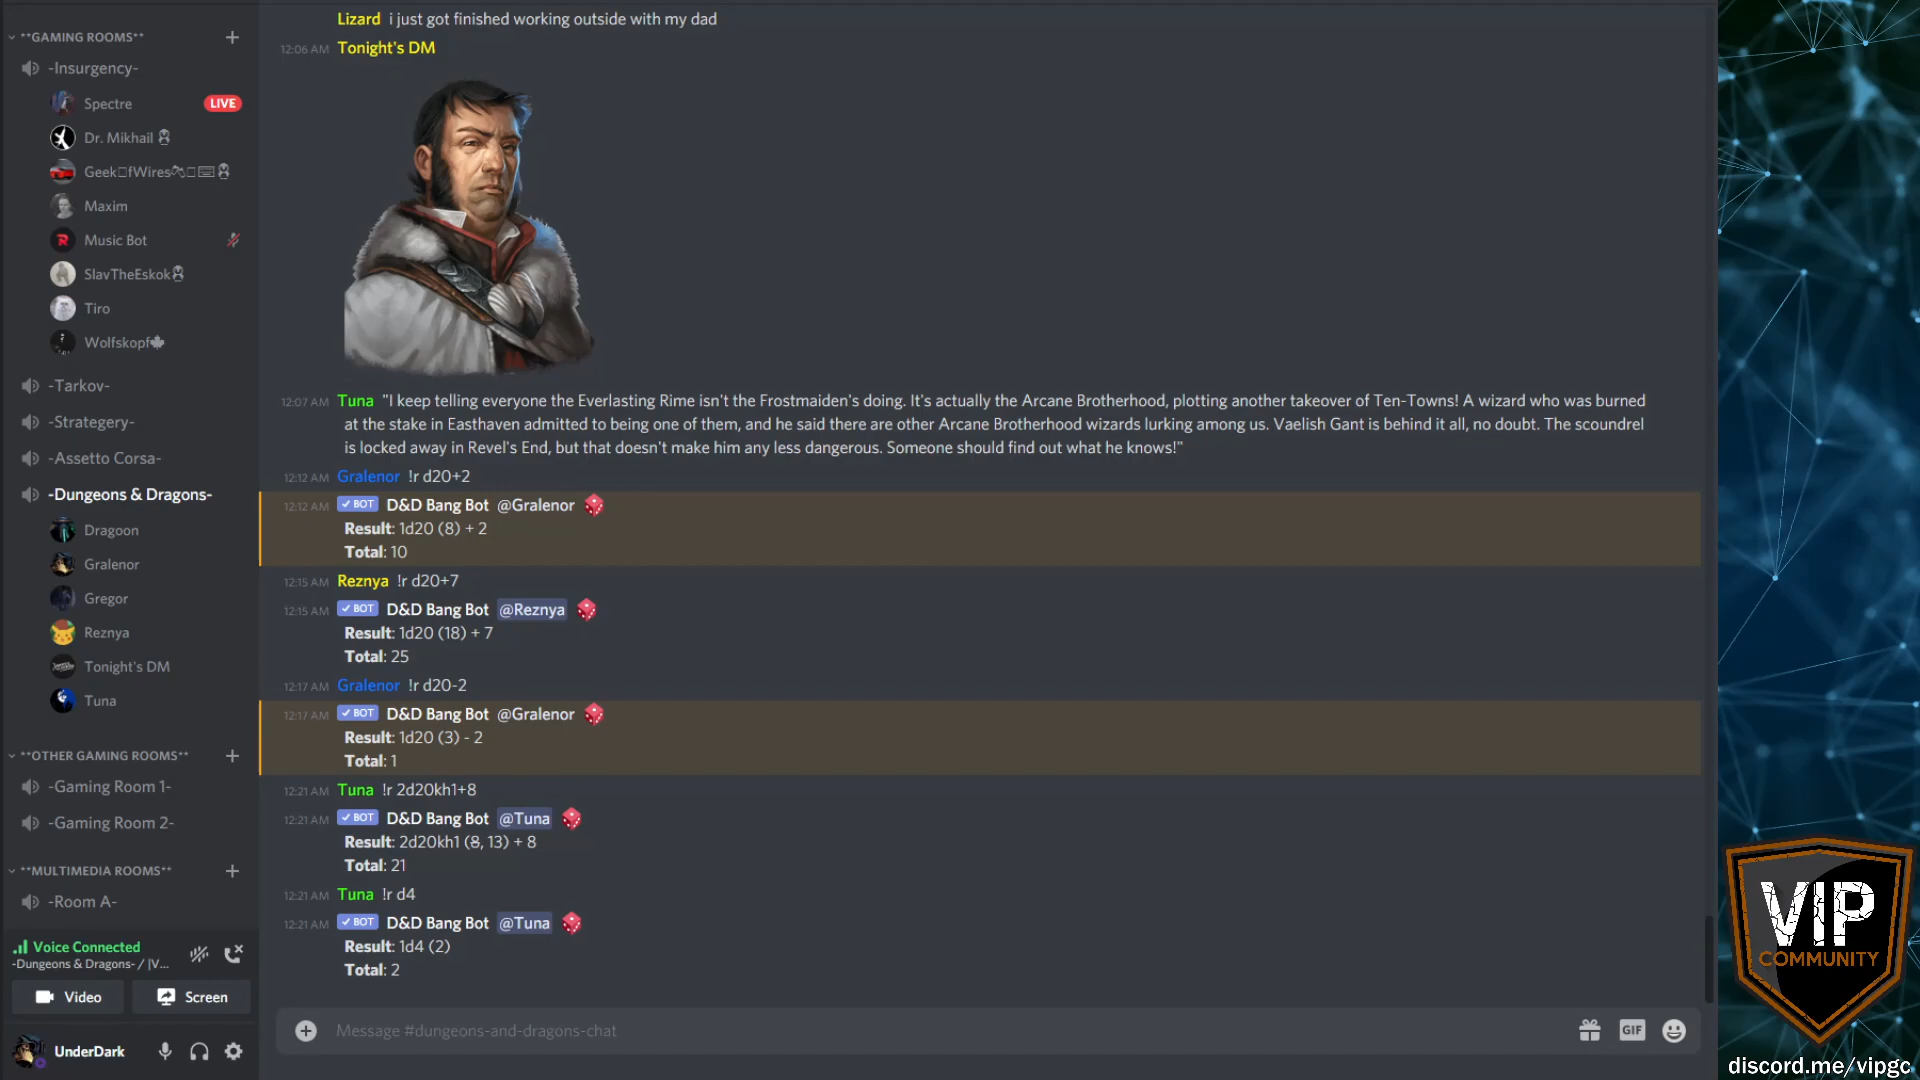 **GAMING ROOMS**
-Insurgency-
Spectre LIVE
Dr. Mikhail
Geek▯fWires
Maxim
Music Bot
SlavTheEskok
Tiro
Wolfskopf
-Tarkov-
-Strategery-
-Assetto Corsa-
-Dungeons & Dragons-
Dragoon
Gralenor
Gregor
Reznya
Tonight's DM
Tuna
**OTHER GAMING ROOMS**
-Gaming Room 1-
-Gaming Room 2-
**MULTIMEDIA ROOMS**
-Room A-
Voice Connected
-Dungeons & Dragons- / |V...
Video Screen
UnderDark
Lizard i just got finished working outside with my dad
12:06 AM Tonight's DM
12:07 AM Tuna "I keep telling everyone the Everlasting Rime isn't the Frostmaiden's doing. It's actually the Arcane Brotherhood, plotting another takeover of Ten-Towns! A wizard who was burned
at the stake in Easthaven admitted to being one of them, and he said there are other Arcane Brotherhood wizards lurking among us. Vaelish Gant is behind it all, no doubt. The scoundrel
is locked away in Revel's End, but that doesn't make him any less dangerous. Someone should find out what he knows!"
12:12 AM Gralenor !r d20+2
12:12 AM ✓ BOT D&D Bang Bot @Gralenor
Result: 1d20 (8) + 2
Total: 10
12:15 AM Reznya !r d20+7
12:15 AM ✓ BOT D&D Bang Bot @Reznya
Result: 1d20 (18) + 7
Total: 25
12:17 AM Gralenor !r d20-2
12:17 AM ✓ BOT D&D Bang Bot @Gralenor
Result: 1d20 (3) - 2
Total: 1
12:21 AM Tuna !r 2d20kh1+8
12:21 AM ✓ BOT D&D Bang Bot @Tuna
Result: 2d20kh1 (8, 13) + 8
Total: 21
12:21 AM Tuna !r d4
12:21 AM ✓ BOT D&D Bang Bot @Tuna
Result: 1d4 (2)
Total: 2
Message #dungeons-and-dragons-chat
GIF
VIP
COMMUNITY
discord.me/vipgc